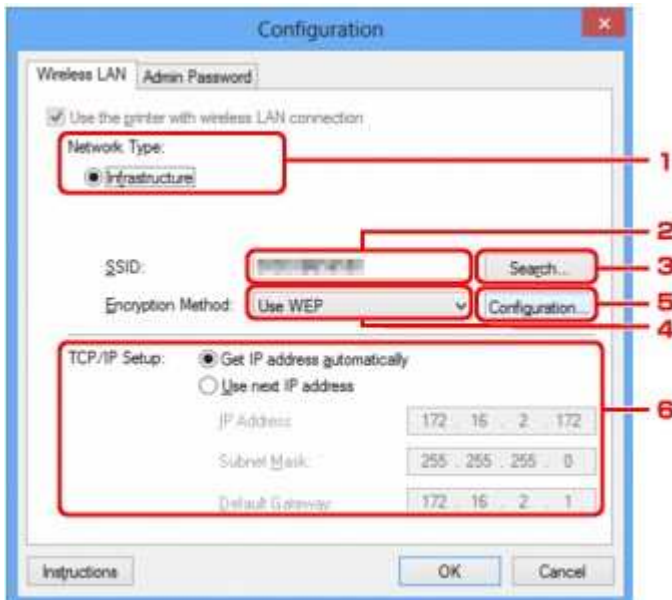 Configuration
Wireless LAN Admin Password
Use the printer with wireless LAN connection
Network Type:
Infrastructure
1
2
SSID: Search...
3
5
Encryption Method: Use WEP Configuration...
4
TCP/IP Setup: Get IP address automatically
Use next IP address
6
IP Address: 172 . 16 . 2 . 172
Subnet Mask: 255 . 255 . 255 . 0
Default Gateway: 172 . 16 . 2 . 1
Instructions OK Cancel